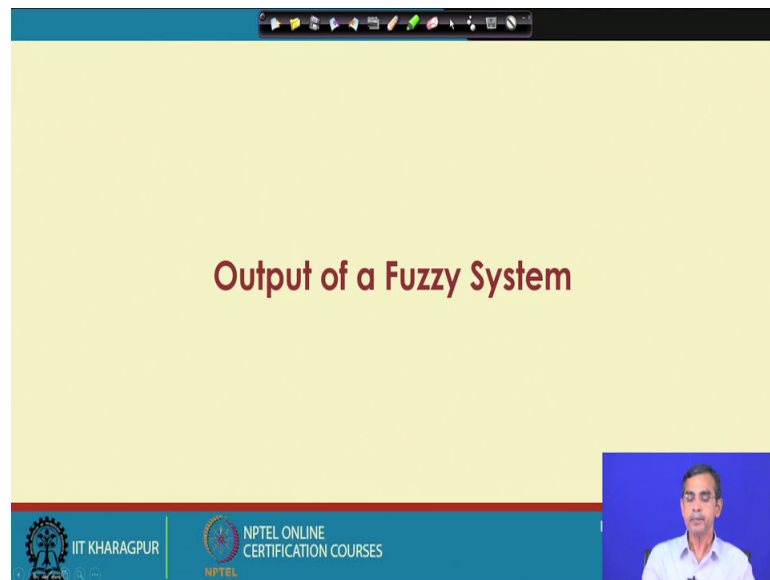 Output of a Fuzzy System
IIT KHARAGPUR
NPTEL
NPTEL ONLINE
CERTIFICATION COURSES